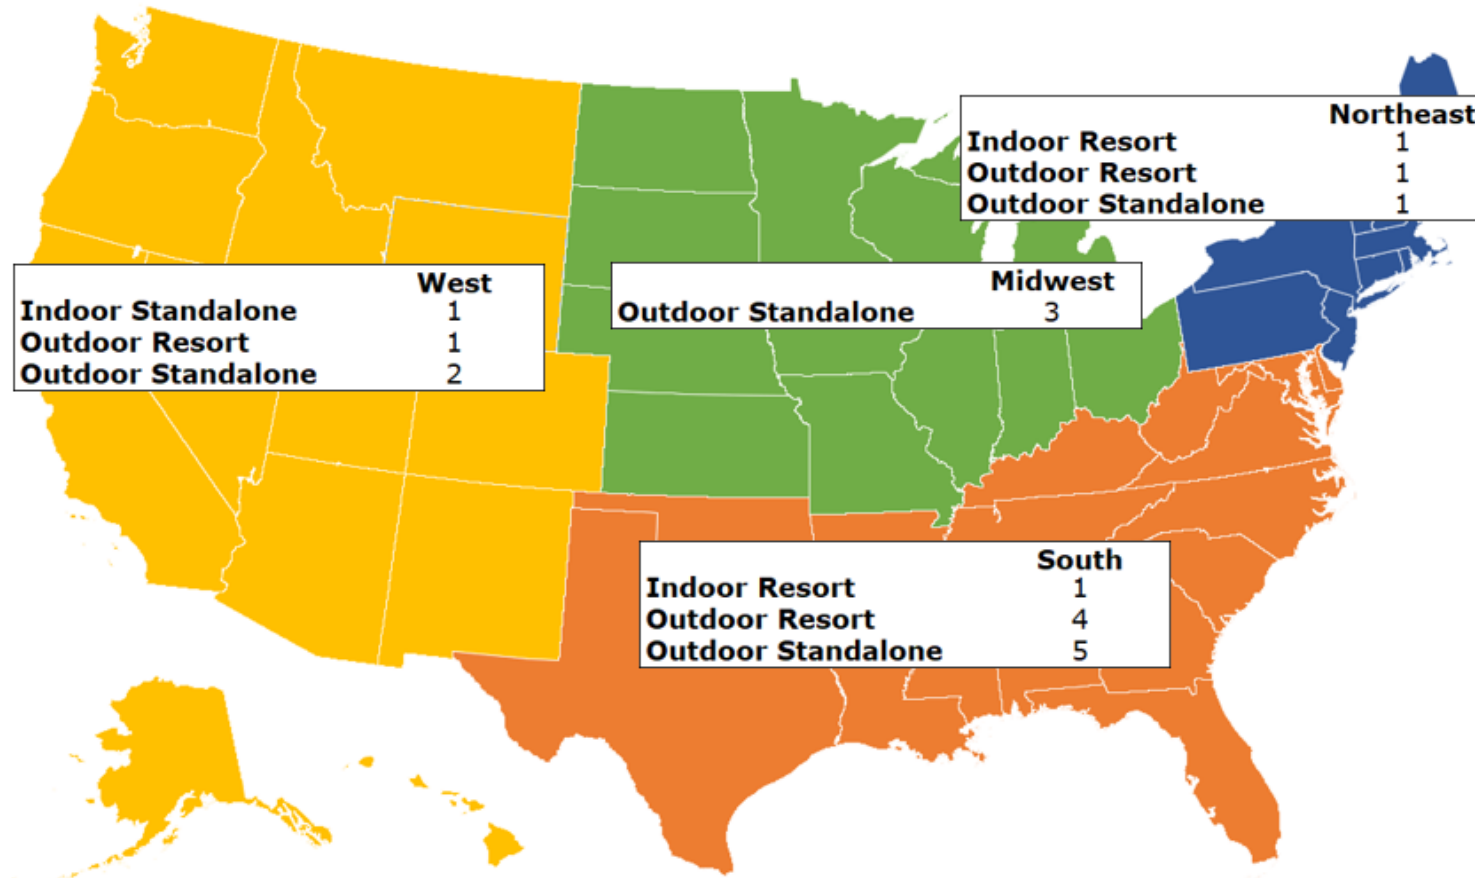 Northeast
Indoor Resort 1
Outdoor Resort 1
Outdoor Standalone 1
West
Indoor Standalone 1
Outdoor Resort 1
Outdoor Standalone 2
Midwest
Outdoor Standalone 3
South
Indoor Resort 1
Outdoor Resort 4
Outdoor Standalone 5